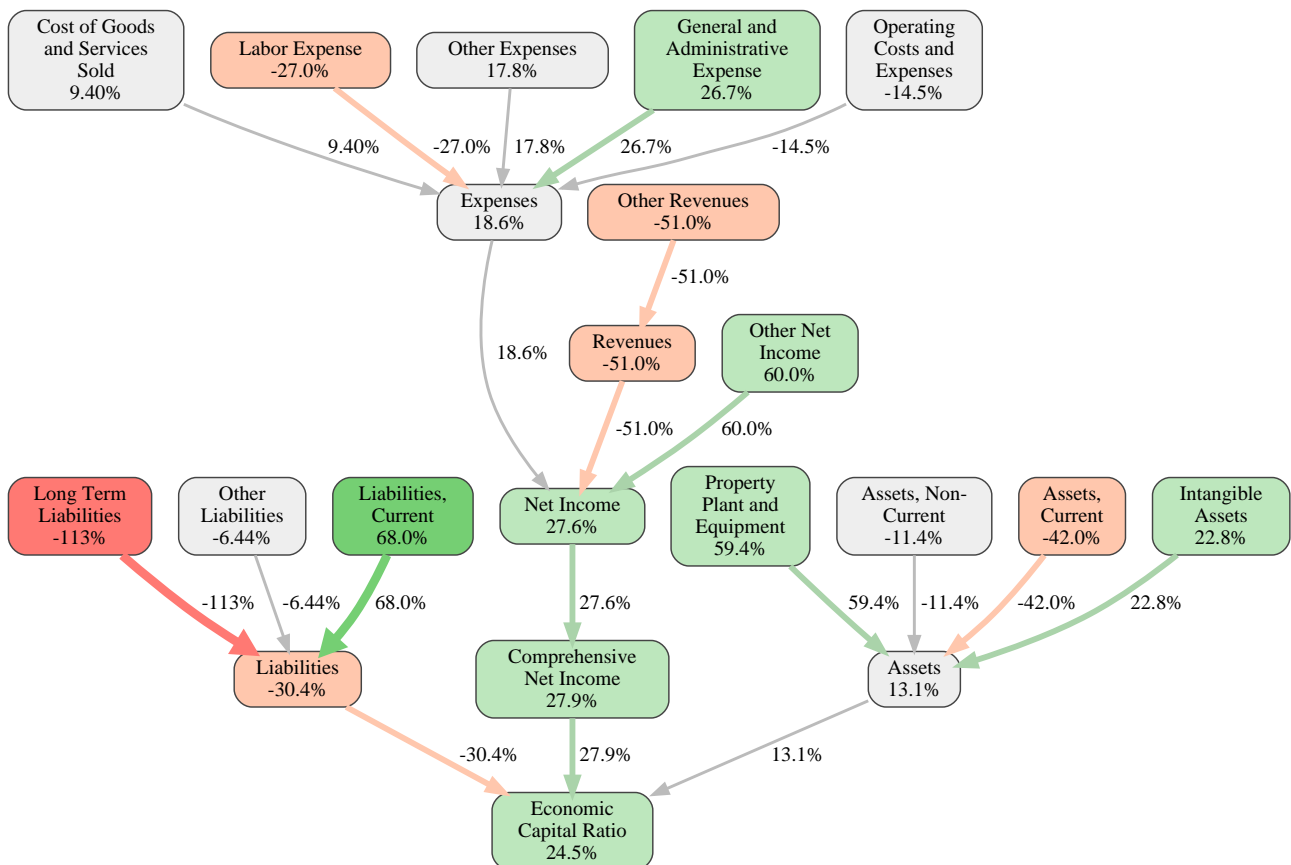 Cost of Goods
and Services
Sold
9.40%
Labor Expense
-27.0%
Other Expenses
17.8%
General and
Administrative
Expense
26.7%
Operating
Costs and
Expenses
-14.5%
9.40%
-27.0%
17.8%
26.7%
-14.5%
Expenses
18.6%
Other Revenues
-51.0%
-51.0%
Revenues
-51.0%
Other Net
Income
60.0%
18.6%
-51.0%
60.0%
Long Term
Liabilities
-113%
Other
Liabilities
-6.44%
Liabilities,
Current
68.0%
Net Income
27.6%
Property
Plant and
Equipment
59.4%
Assets, Non-
Current
-11.4%
Assets,
Current
-42.0%
Intangible
Assets
22.8%
-113%
-6.44%
68.0%
27.6%
59.4%
-11.4%
-42.0%
22.8%
Liabilities
-30.4%
Comprehensive
Net Income
27.9%
Assets
13.1%
-30.4%
27.9%
13.1%
Economic
Capital Ratio
24.5%